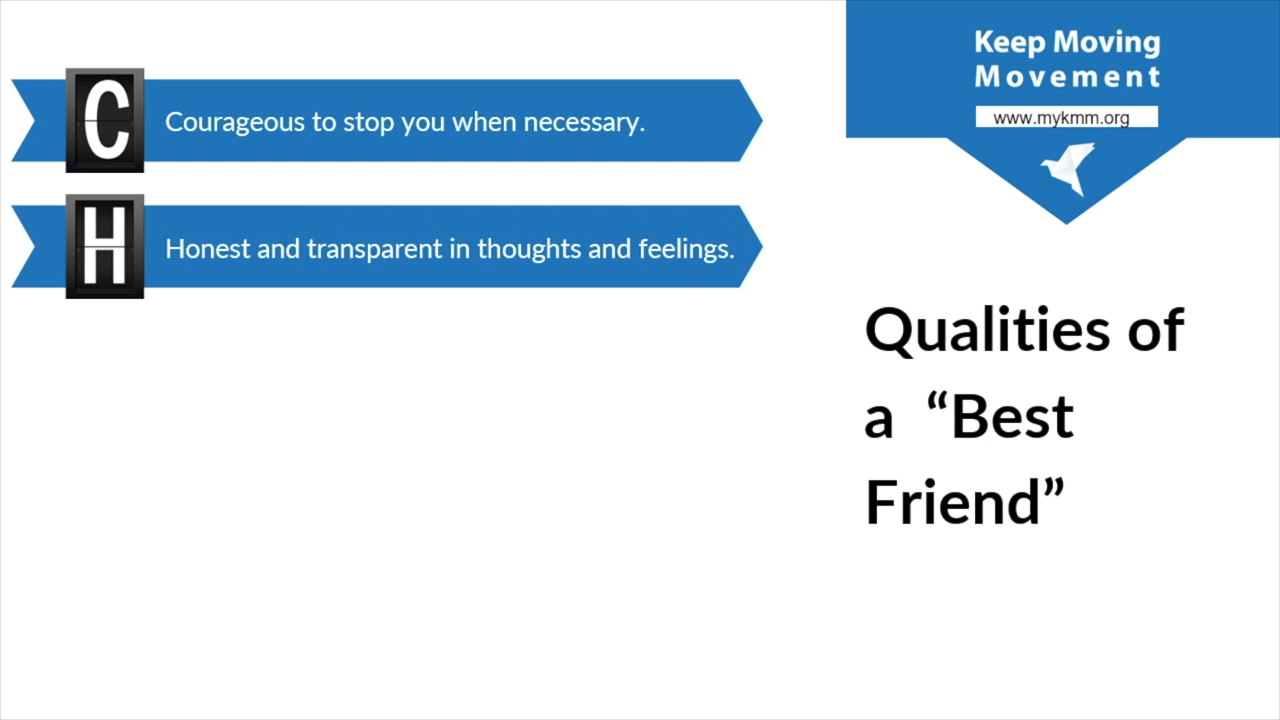 C
Courageous to stop you when necessary.
H
Honest and transparent in thoughts and feelings.
Keep Moving
Movement
www.mykmm.org
Qualities of
a “Best
Friend”